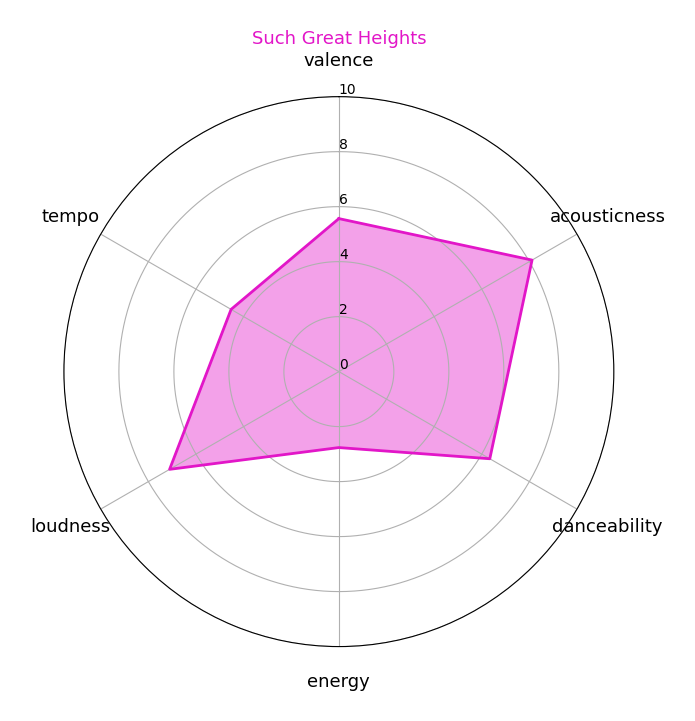 Such Great Heights
valence
10
8
6
4
2
0
tempo
acousticness
loudness
danceability
energy